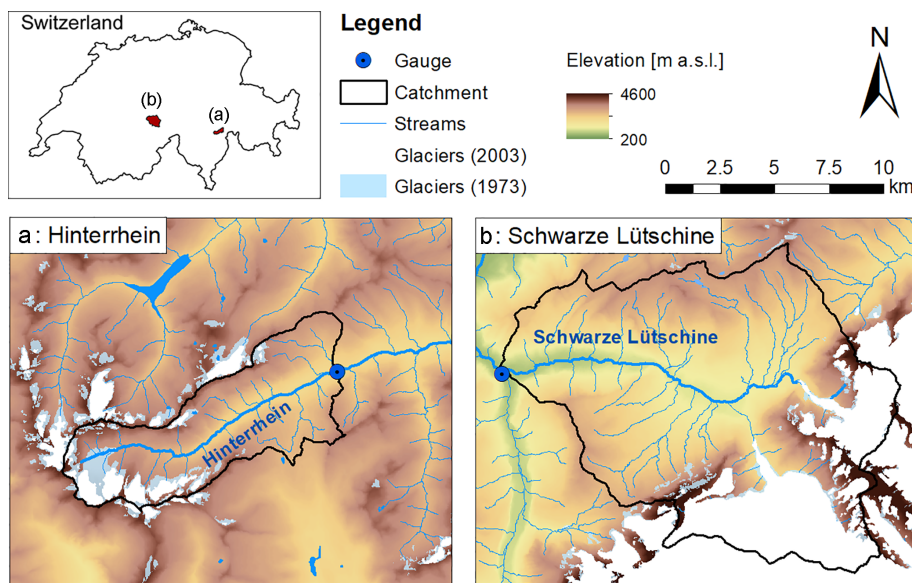 Switzerland
(b)
(a)
Legend
Gauge
Catchment
Streams
Glaciers (2003)
Glaciers (1973)
Elevation [m a.s.l.]
4600
200
N
0 2.5 5 7.5 10
km
a: Hinterrhein
Hinterrhein
b: Schwarze Lütschine
Schwarze Lütschine